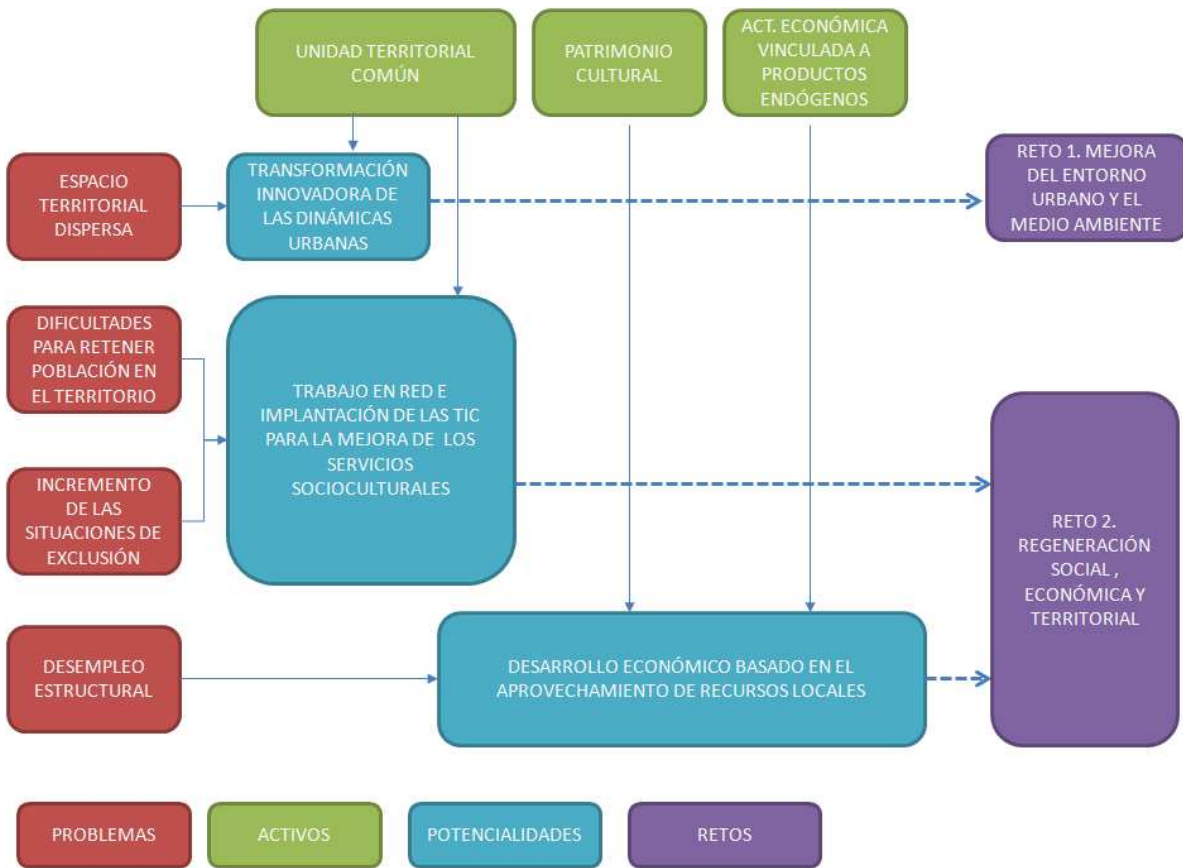 UNIDAD TERRITORIAL
COMÚN
PATRIMONIO
CULTURAL
ACT. ECONÓMICA
VINCULADA A
PRODUCTOS
ENDÓGENOS
ESPACIO
TERRITORIAL
DISPERSA
TRANSFORMACIÓN
INNOVADORA DE
LAS DINÁMICAS
URBANAS
RETO 1. MEJORA
DEL ENTORNO
URBANO Y EL
MEDIO AMBIENTE
DIFICULTADES
PARA RETENER
POBLACIÓN EN
EL TERRITORIO
INCREMENTO
DE LAS
SITUACIONES DE
EXCLUSIÓN
TRABAJO EN RED E
IMPLANTACIÓN DE LAS TIC
PARA LA MEJORA DE  LOS
SERVICIOS
SOCIOCULTURALES
RETO 2.
REGENERACIÓN
SOCIAL ,
ECONÓMICA Y
TERRITORIAL
DESEMPLEO
ESTRUCTURAL
DESARROLLO ECONÓMICO BASADO EN EL
APROVECHAMIENTO DE RECURSOS LOCALES
PROBLEMAS
ACTIVOS
POTENCIALIDADES
RETOS